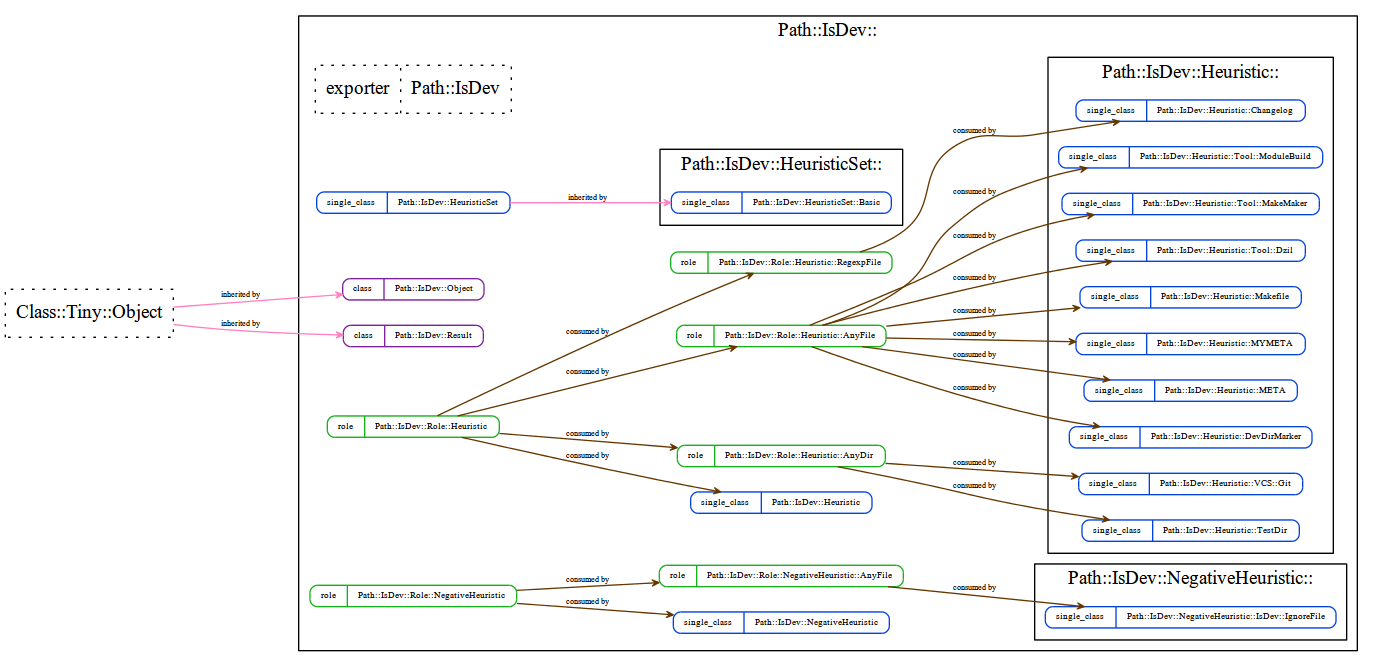 Path::IsDev::
exporter
Path::IsDev
Path::IsDev::Heuristic::
single_class
Path::IsDev::Heuristic::Changelog
consumed by
single_class
Path::IsDev::Heuristic::Tool::ModuleBuild
Path::IsDev::HeuristicSet::
single_class
Path::IsDev::HeuristicSet
inherited by
single_class
Path::IsDev::HeuristicSet::Basic
consumed by
single_class
Path::IsDev::Heuristic::Tool::MakeMaker
consumed by
single_class
Path::IsDev::Heuristic::Tool::Dzil
role
Path::IsDev::Role::Heuristic::RegexpFile
consumed by
Class::Tiny::Object
inherited by
class
Path::IsDev::Object
single_class
Path::IsDev::Heuristic::Makefile
consumed by
inherited by
class
Path::IsDev::Result
consumed by
role
Path::IsDev::Role::Heuristic::AnyFile
consumed by
single_class
Path::IsDev::Heuristic::MYMETA
consumed by
consumed by
single_class
Path::IsDev::Heuristic::META
consumed by
role
Path::IsDev::Role::Heuristic
consumed by
single_class
Path::IsDev::Heuristic::DevDirMarker
consumed by
role
Path::IsDev::Role::Heuristic::AnyDir
consumed by
single_class
Path::IsDev::Heuristic::VCS::Git
consumed by
single_class
Path::IsDev::Heuristic
single_class
Path::IsDev::Heuristic::TestDir
role
Path::IsDev::Role::NegativeHeuristic
consumed by
role
Path::IsDev::Role::NegativeHeuristic::AnyFile
consumed by
Path::IsDev::NegativeHeuristic::
consumed by
single_class
Path::IsDev::NegativeHeuristic
single_class
Path::IsDev::NegativeHeuristic::IsDev::IgnoreFile